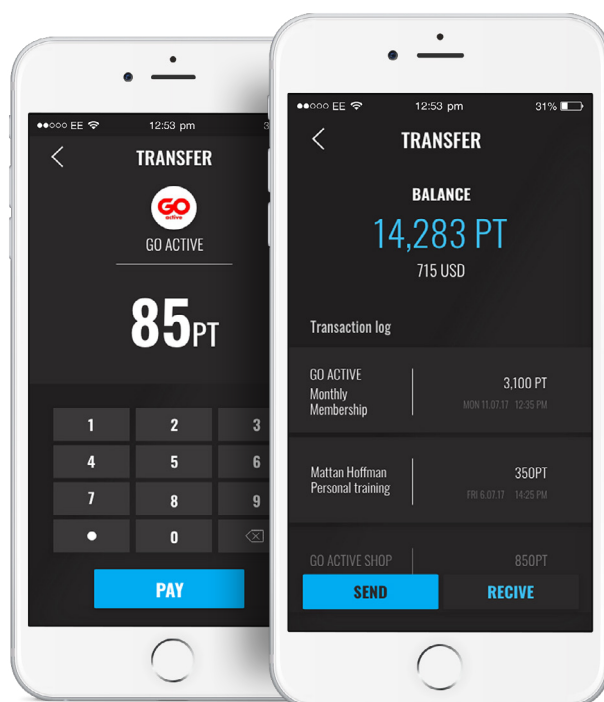 ●●○○○ EE
12:53 pm
TRANSFER
GO
active
GO ACTIVE
85PT
1 2 3
4 5 6
7 8 9
● 0
PAY
●●○○○ EE
12:53 pm
31%
TRANSFER
BALANCE
14,283 PT
715 USD
Transaction log
GO ACTIVE
Monthly
Membership
3,100 PT
MON 11.07.17 12:35 PM
Mattan Hoffman
Personal training
350PT
FRI 6.07.17 14:25 PM
GO ACTIVE SHOP
850PT
SEND
RECIVE